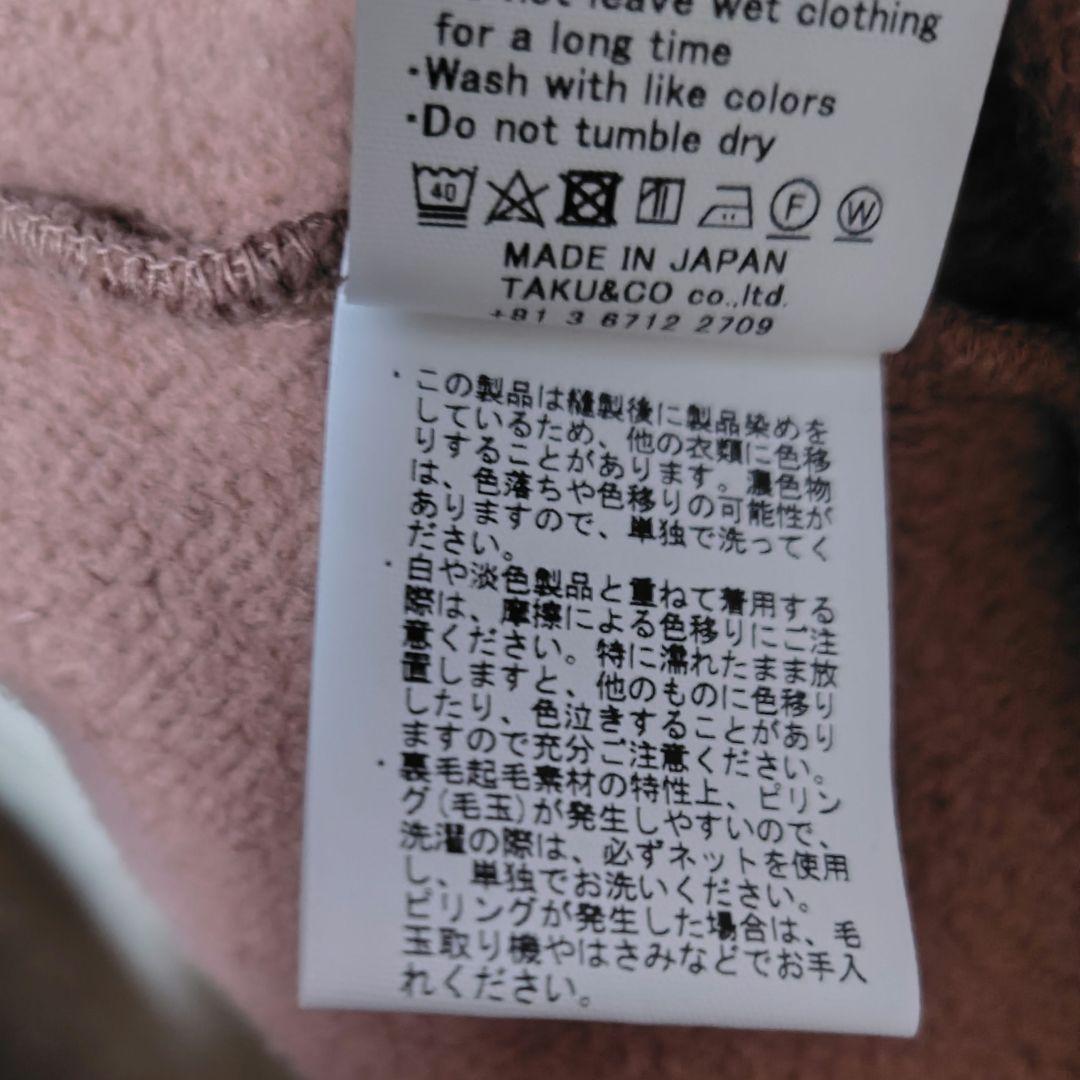 not leave wet clothing
for a long time
・Wash with like colors
・Do not tumble dry
40 F W
MADE IN JAPAN
TAKU&CO co.,ltd.
+81 3 6712 2709
・この製品は縫製後に製品染めを
しているため、他の衣類に色移
りすることがあります。濃色物
は、色落ちや色移りの可能性が
ありますので、単独で洗ってく
ださい。
・白や淡色製品と重ねて着用する
際は、摩擦による色移りにご注
意ください。特に濡れたまま放
置しますと、他のものに色移り
したり、色泣きすることがあり
ますので充分ご注意ください。
・裏毛起毛素材の特性上、ピリン
グ(毛玉)が発生しやすいので、
洗濯の際は、必ずネットを使用
し、単独でお洗いください。
ピリングが発生した場合は、毛
玉取り機やはさみなどでお手入
れください。